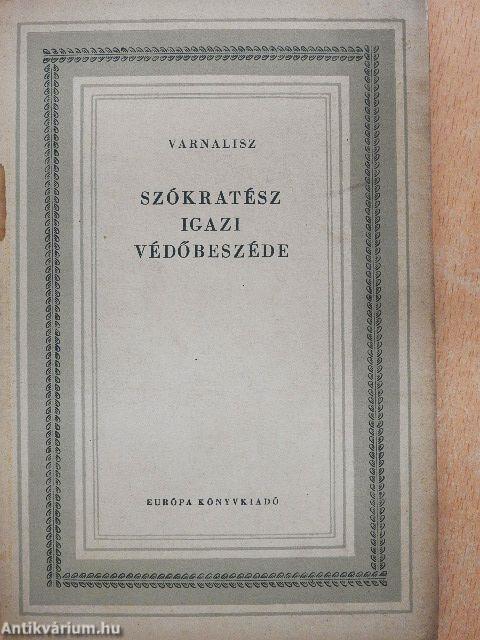 VARNALISZ
SZÓKRATÉSZ
IGAZI
VÉDŐBESZÉDE
EURÓPA KÖNYVKIADÓ
Antikvárium.hu